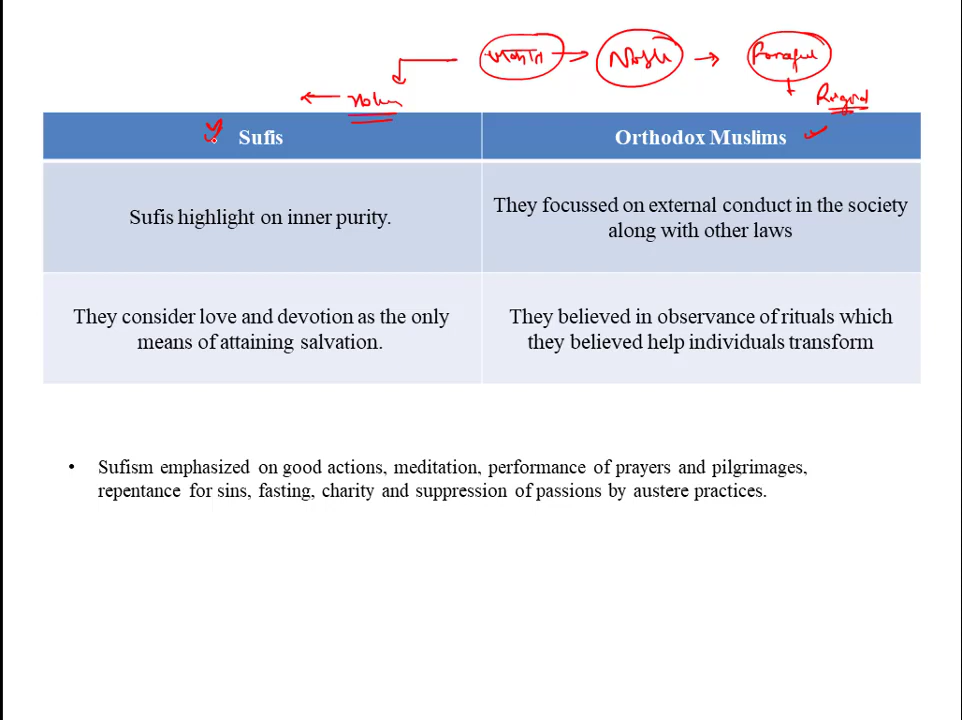 Sufis
Orthodox Muslims
Sufis highlight on inner purity.
They focussed on external conduct in the society
along with other laws
They consider love and devotion as the only
means of attaining salvation.
They believed in observance of rituals which
they believed help individuals transform
• Sufism emphasized on good actions, meditation, performance of prayers and pilgrimages,
repentance for sins, fasting, charity and suppression of passions by austere practices.